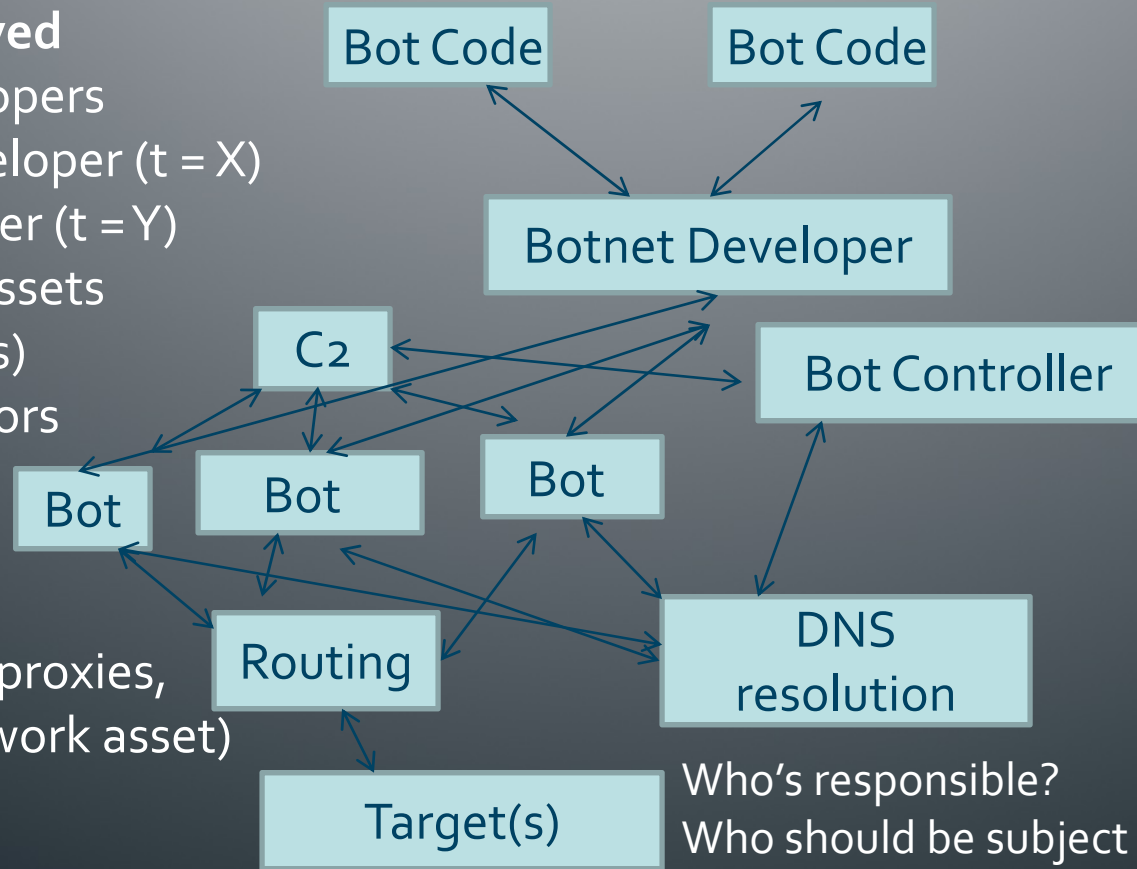 ved
opers
eloper (t = X)
er (t = Y)
ssets
s)
ors
proxies,
work asset)
Bot Code
Bot Code
Botnet Developer
C2
Bot Controller
Bot
Bot
Bot
Routing
DNS
resolution
Target(s)
Who's responsible?
Who should be subject